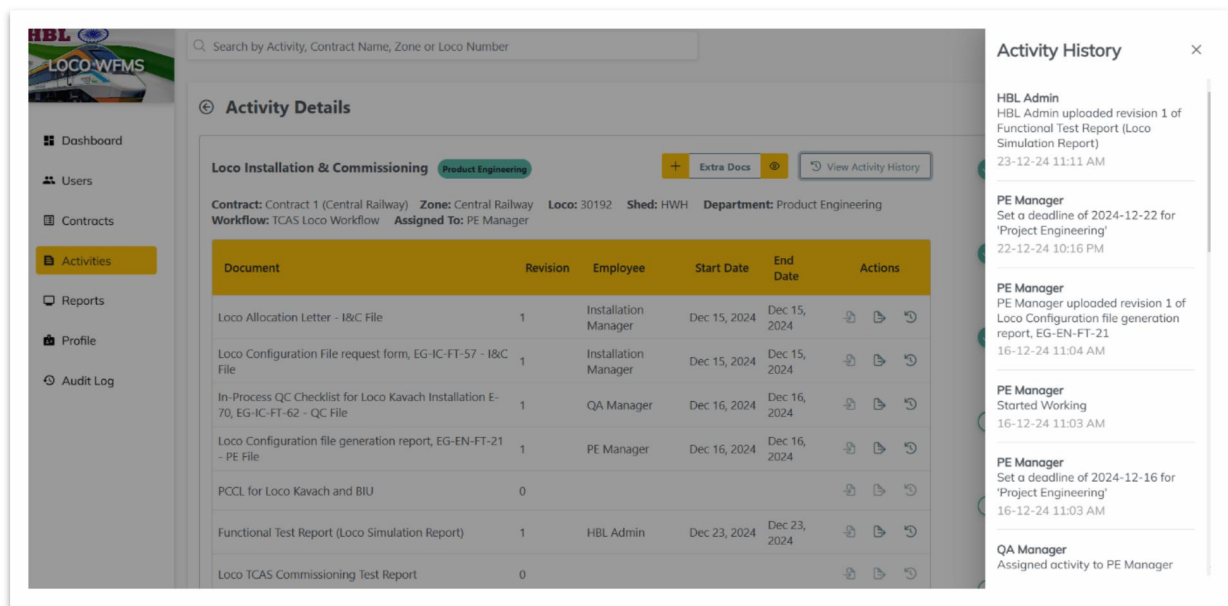 HBL
LOCO WFMS
Search by Activity, Contract Name, Zone or Loco Number
Dashboard
Users
Contracts
Activities
Reports
Profile
Audit Log
Activity Details
Loco Installation & Commissioning Product Engineering
+ Extra Docs View Activity History
Contract: Contract 1 (Central Railway) Zone: Central Railway Loco: 30192 Shed: HWH Department: Product Engineering
Workflow: TCAS Loco Workflow Assigned To: PE Manager
Document Revision Employee Start Date End Date Actions
Loco Allocation Letter - I&C File 1 Installation Manager Dec 15, 2024 Dec 15, 2024
Loco Configuration File request form, EG-IC-FT-57 - I&C File 1 Installation Manager Dec 15, 2024 Dec 15, 2024
In-Process QC Checklist for Loco Kavach Installation E-70, EG-IC-FT-62 - QC File 1 QA Manager Dec 16, 2024 Dec 16, 2024
Loco Configuration file generation report, EG-EN-FT-21 - PE File 1 PE Manager Dec 16, 2024 Dec 16, 2024
PCCL for Loco Kavach and BIU 0
Functional Test Report (Loco Simulation Report) 1 HBL Admin Dec 23, 2024 Dec 23, 2024
Loco TCAS Commissioning Test Report 0
Activity History
HBL Admin
HBL Admin uploaded revision 1 of
Functional Test Report (Loco
Simulation Report)
23-12-24 11:11 AM
PE Manager
Set a deadline of 2024-12-22 for
'Project Engineering'
22-12-24 10:16 PM
PE Manager
PE Manager uploaded revision 1 of
Loco Configuration file generation
report, EG-EN-FT-21
16-12-24 11:04 AM
PE Manager
Started Working
16-12-24 11:03 AM
PE Manager
Set a deadline of 2024-12-16 for
'Project Engineering'
16-12-24 11:03 AM
QA Manager
Assigned activity to PE Manager